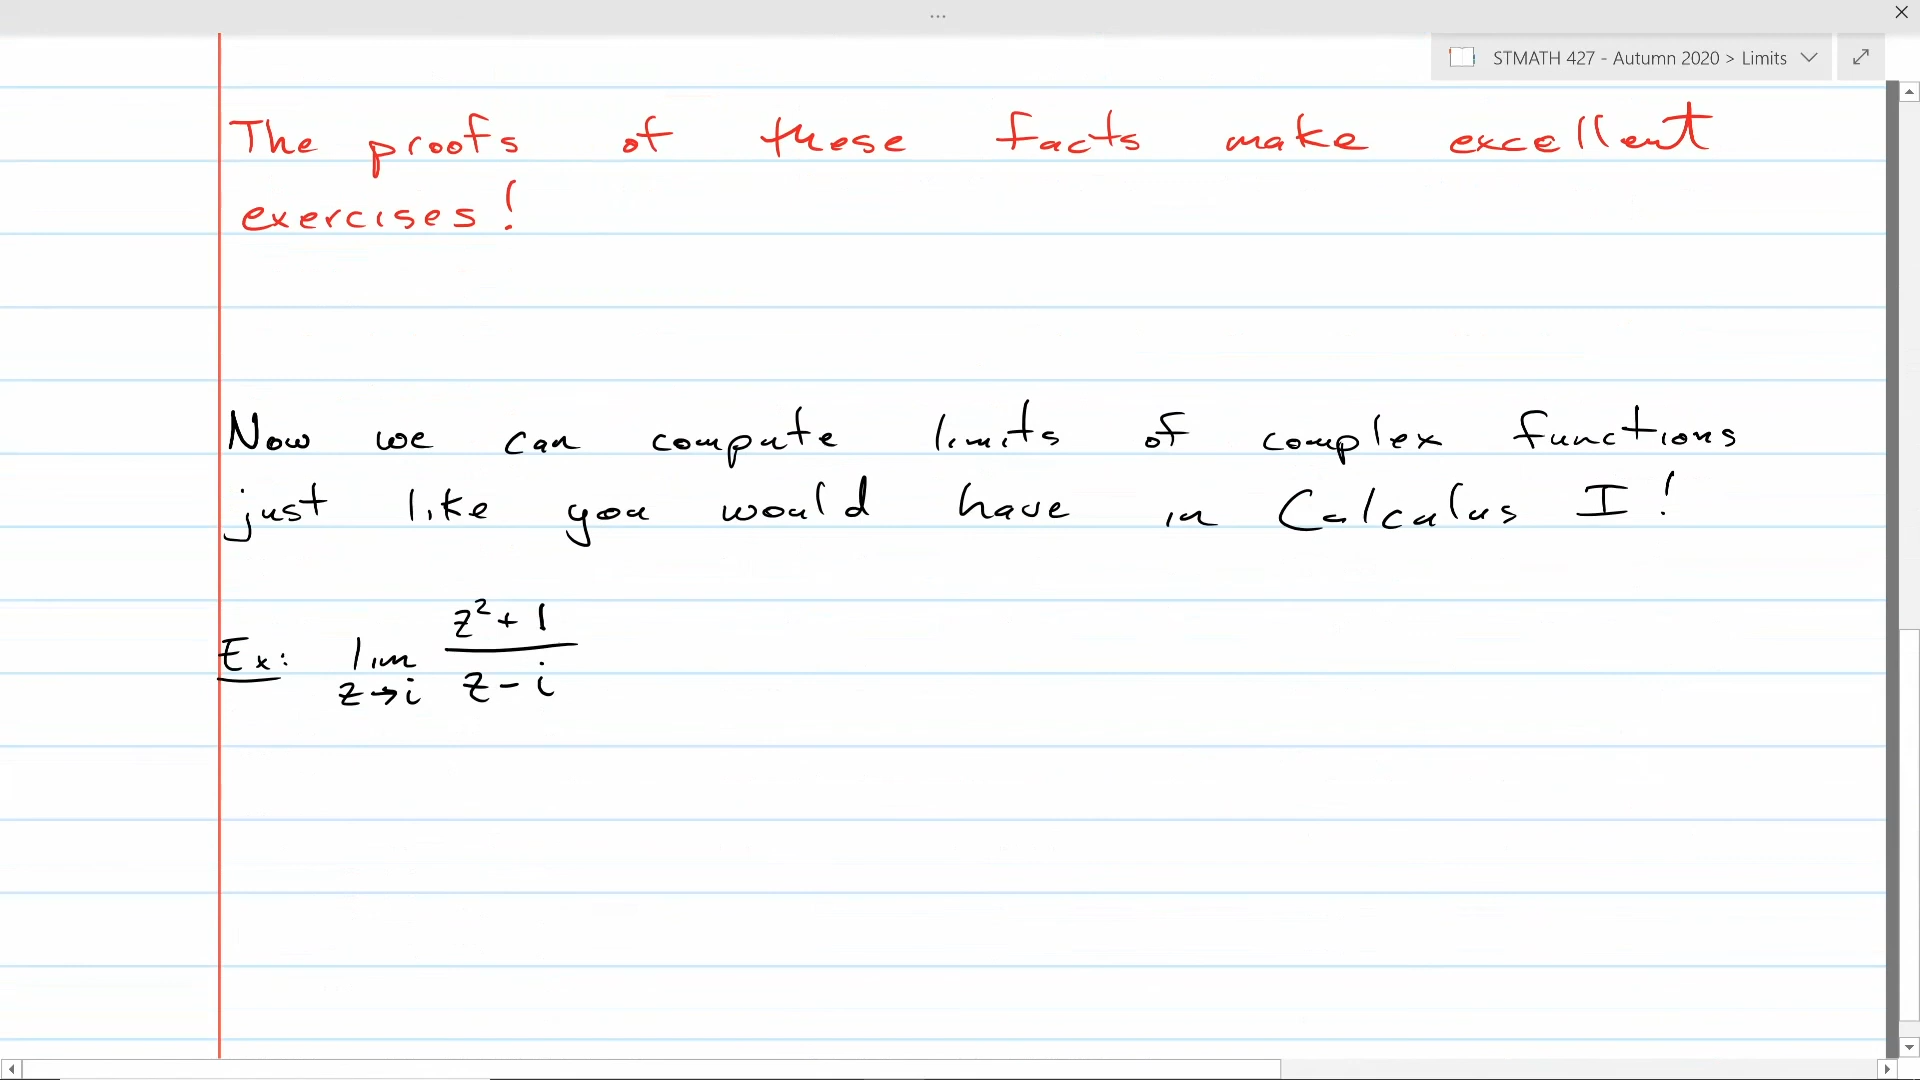 STMATH 427 - Autumn 2020 > Limits
The proofs of these facts make excellent
exercises!
Now we can compute limits of complex functions
just like you would have in Calculus I!
Ex: lim z→i (z² + 1)/(z - i)